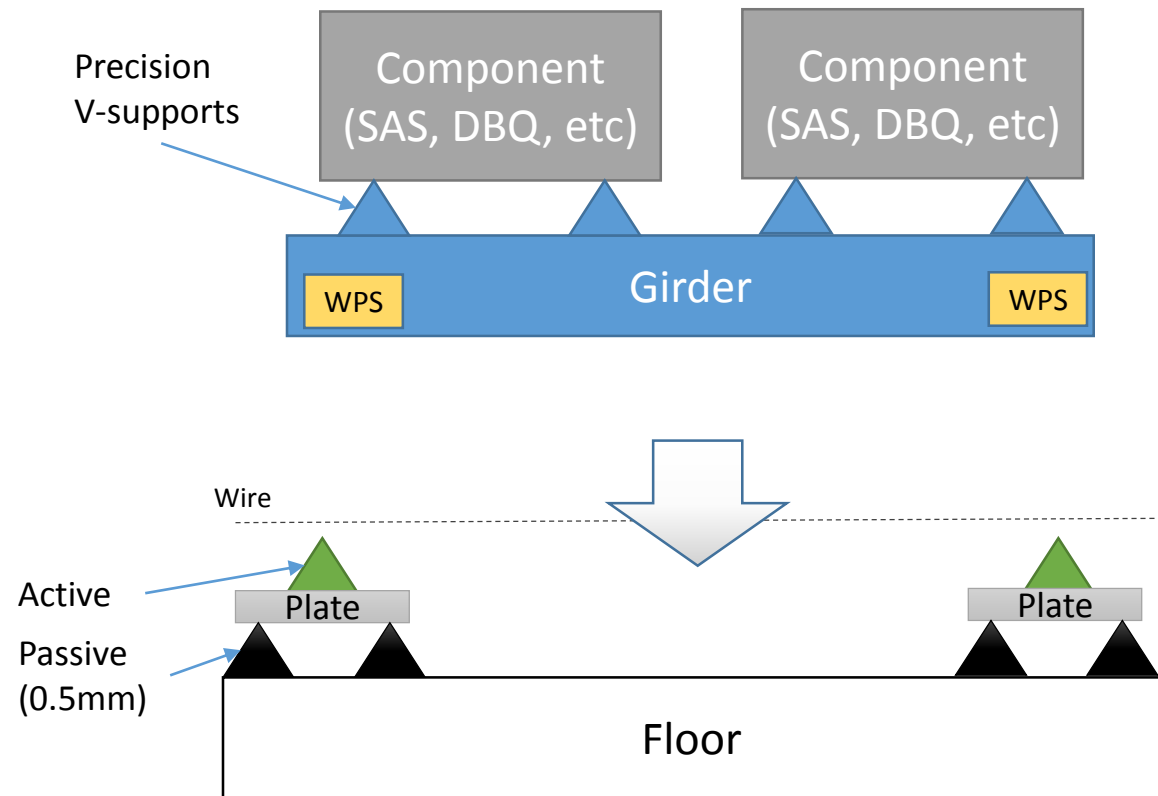 Precision
V-supports
Component
(SAS, DBQ, etc)
Component
(SAS, DBQ, etc)
Girder
WPS
WPS
Wire
Active
Plate
Plate
Passive
(0.5mm)
Floor